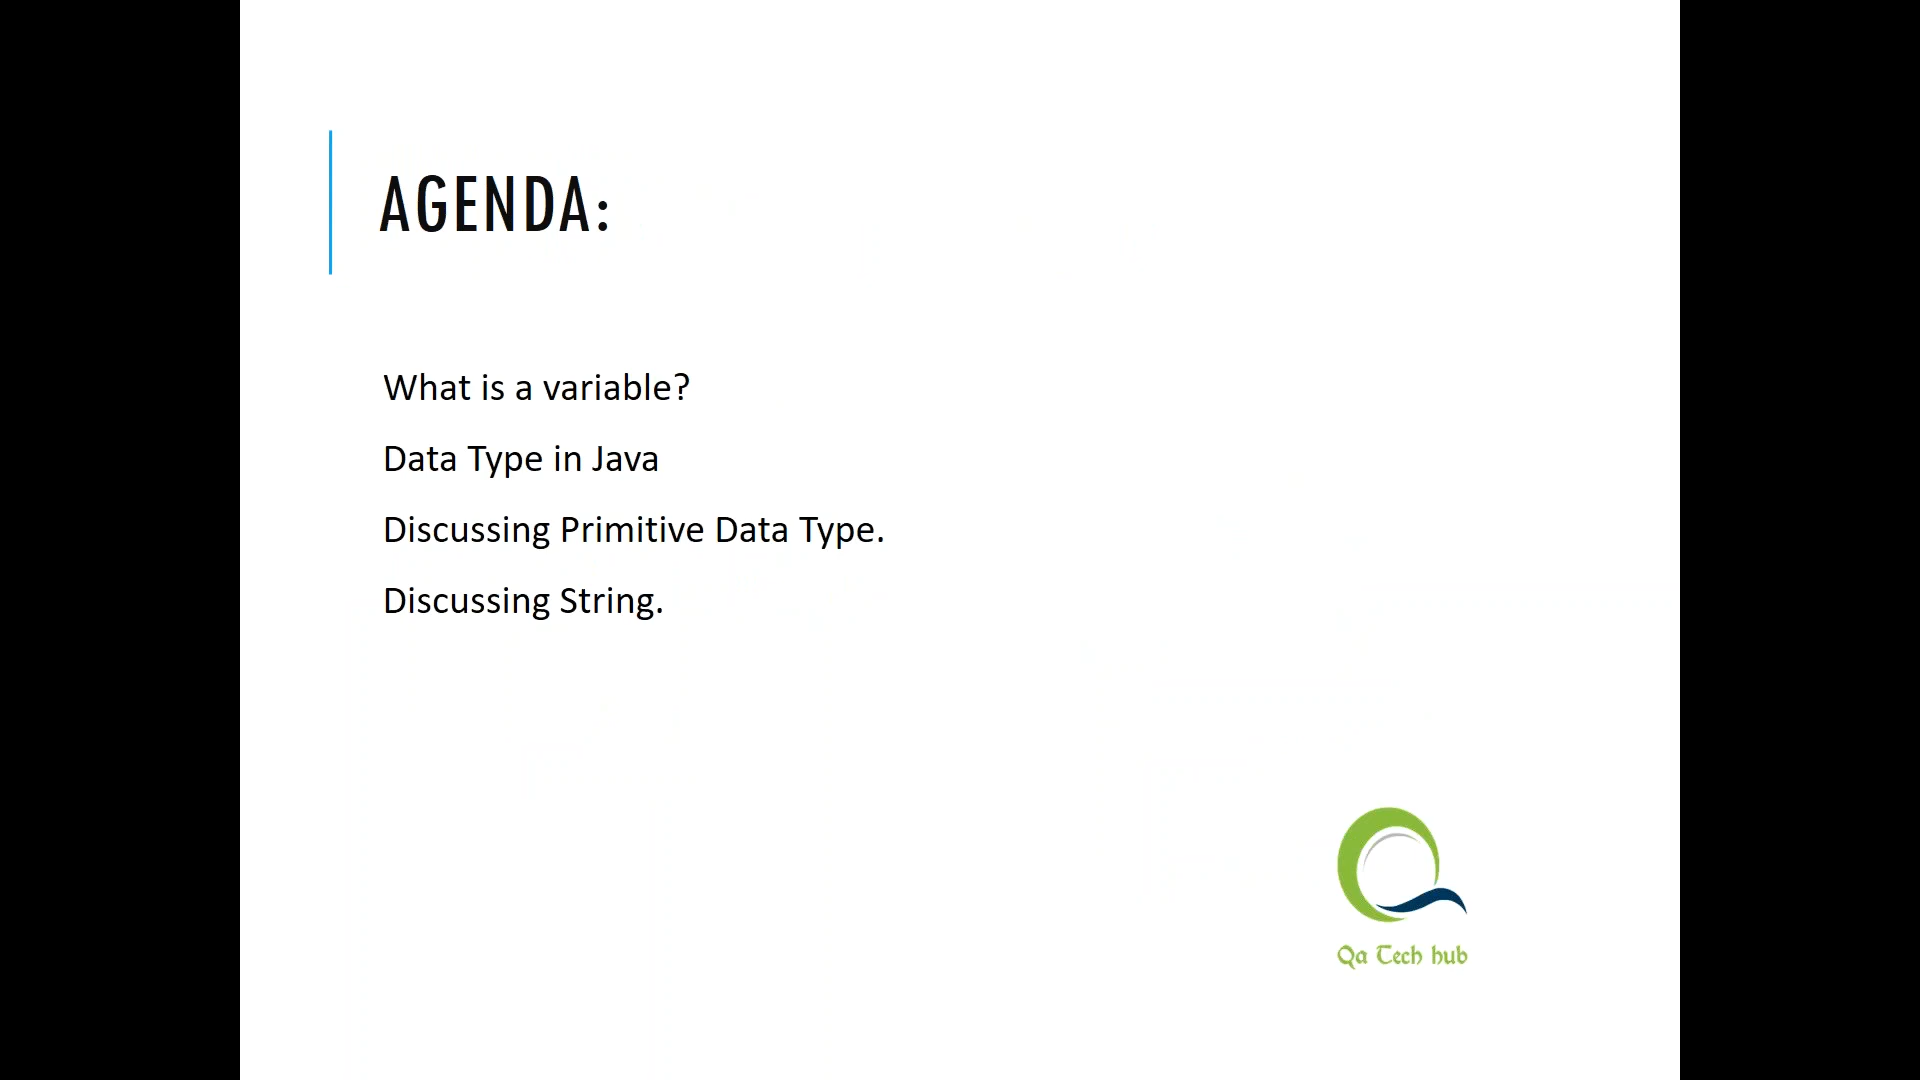 AGENDA:
What is a variable?
Data Type in Java
Discussing Primitive Data Type.
Discussing String.
Qa Tech hub